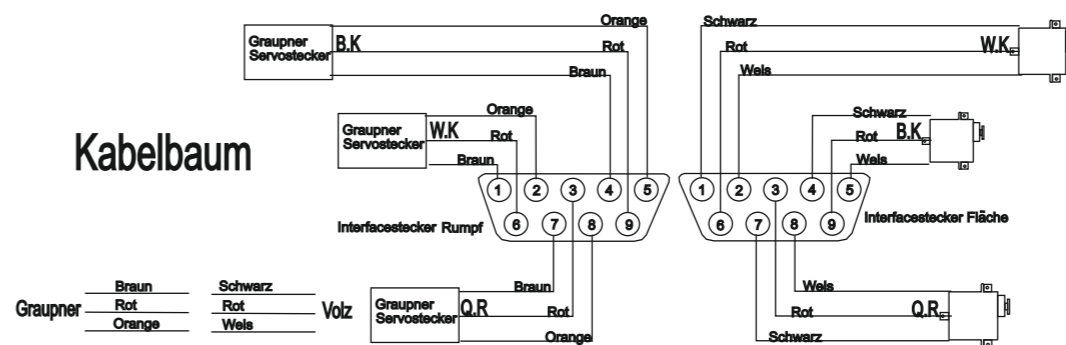 Orange
Schwarz
Graupner
Servostecker
B.K
Rot
Rot
W.K
Braun
Weis
Orange
Schwarz
Graupner
Servostecker
W.K
Rot
Rot
B.K
Kabelbaum
Braun
Weis
1 2 3 4 5
1 2 3 4 5
Interfacestecker Rumpf
6 7 8 9
6 7 8 9
Interfacestecker Fläche
Braun
Schwarz
Braun
Weis
Graupner
Rot
Rot
Volz
Graupner
Servostecker
Q.R
Rot
Rot
Q.R
Orange
Weis
Orange
Schwarz